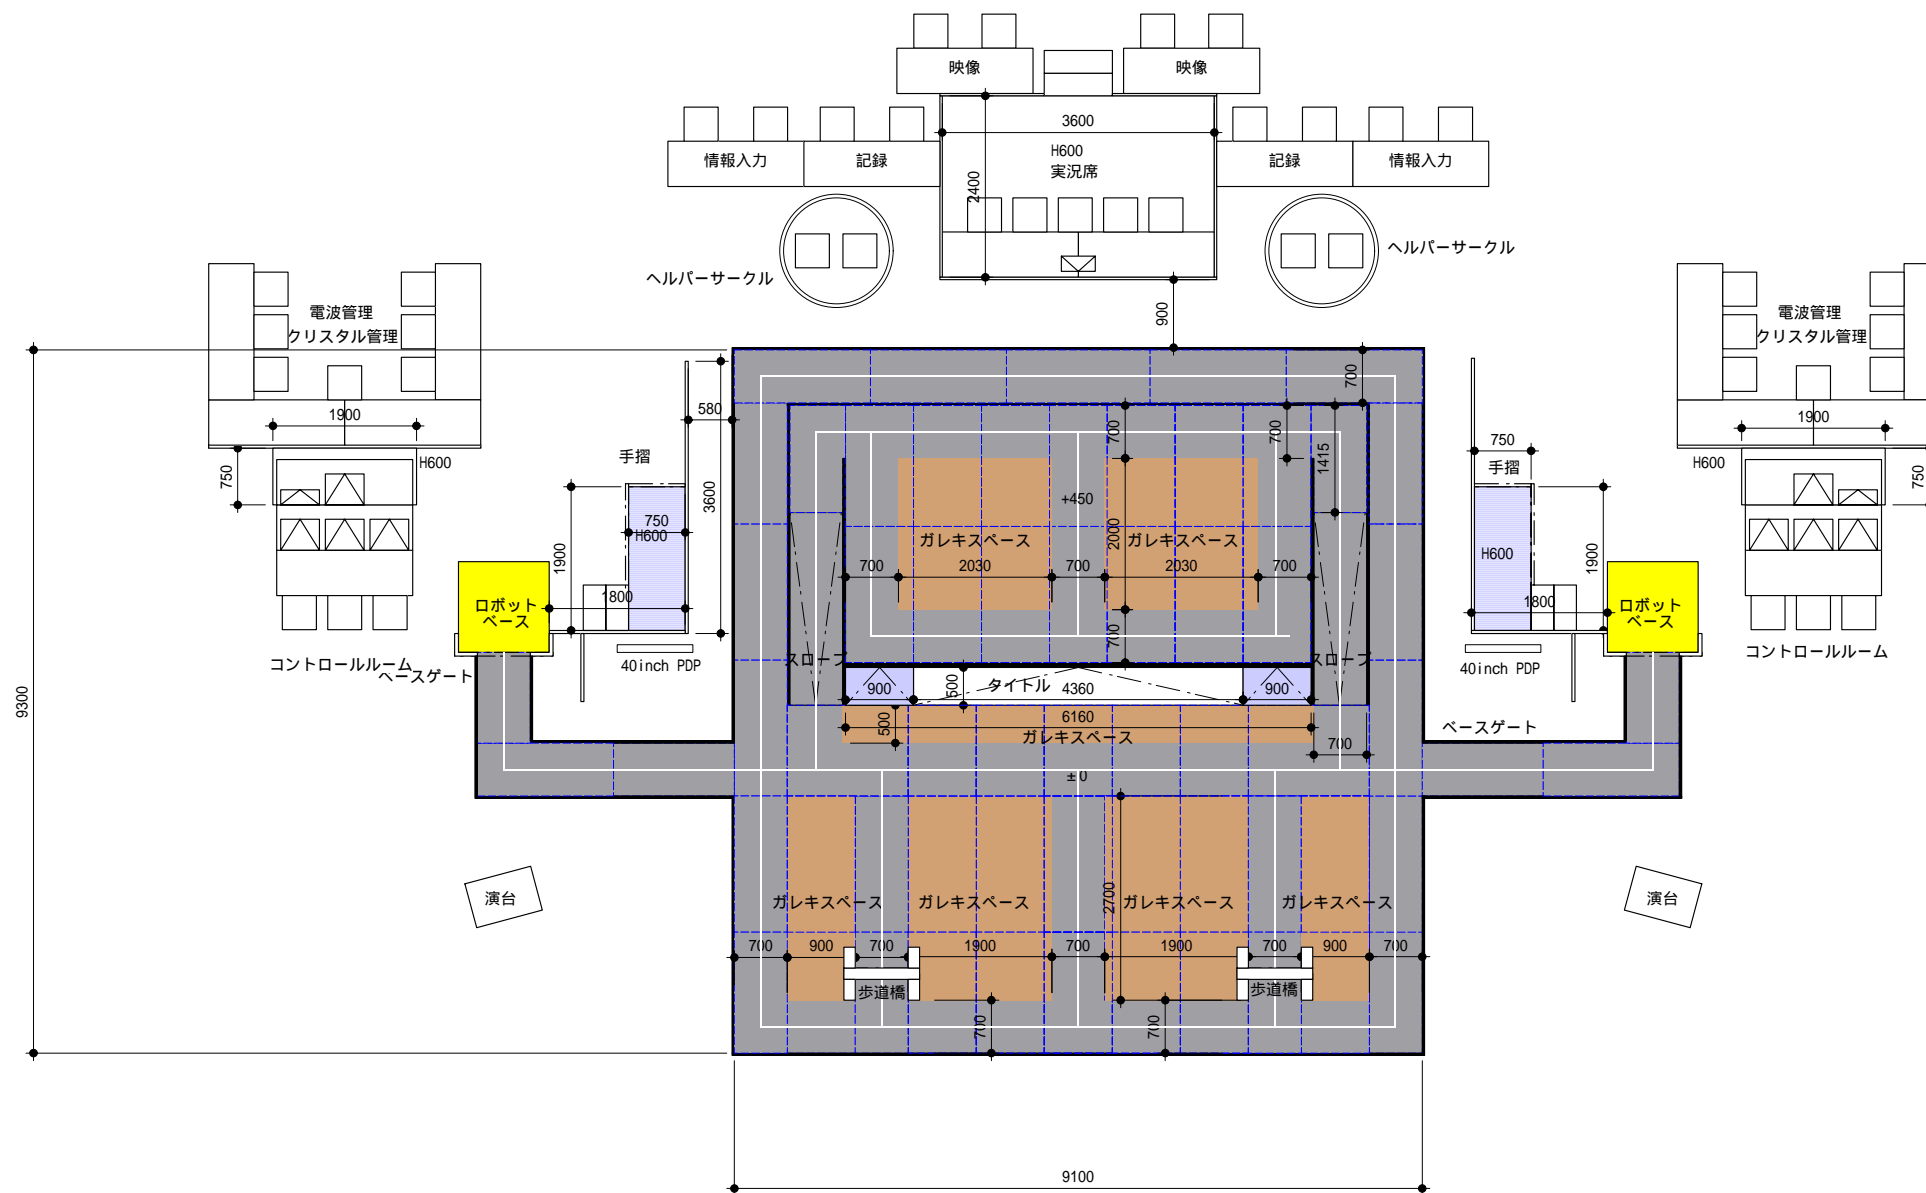 映像
映像
3600
情報入力
記録
H600
実況席
記録
情報入力
2400
ヘルパーサークル
ヘルパーサークル
900
電波管理
クリスタル管理
電波管理
クリスタル管理
700
580
1900
1900
700
700
1415
750
H600
手摺
3600
750
手摺
H600
750
+450
750
H600
1900
2000
ガレキスペース
ガレキスペース
H600
1900
700
2030
700
2030
700
1800
1800
ロボット
ベース
ロボット
ベース
700
スロープ
スロープ
コントロールルーム
ベースゲート
40inch PDP
40inch PDP
コントロールルーム
900
500
タイトル
4360
900
9300
6160
500
ガレキスペース
700
ベースゲート
±0
2700
演台
ガレキスペース
ガレキスペース
ガレキスペース
ガレキスペース
演台
700
900
700
1900
700
1900
700
900
700
歩道橋
歩道橋
700
700
9100